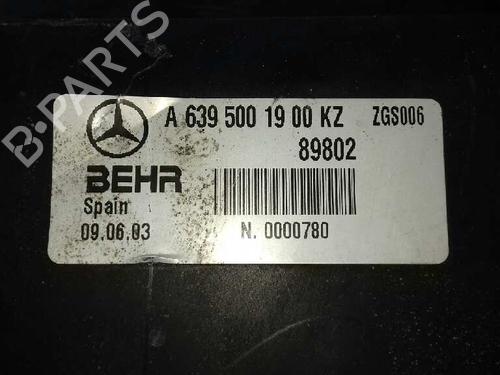 A 639 500 19 00 KZ ZGS006
89802
BEHR
Spain
09.06.03 N. 0000780
B-PARTS